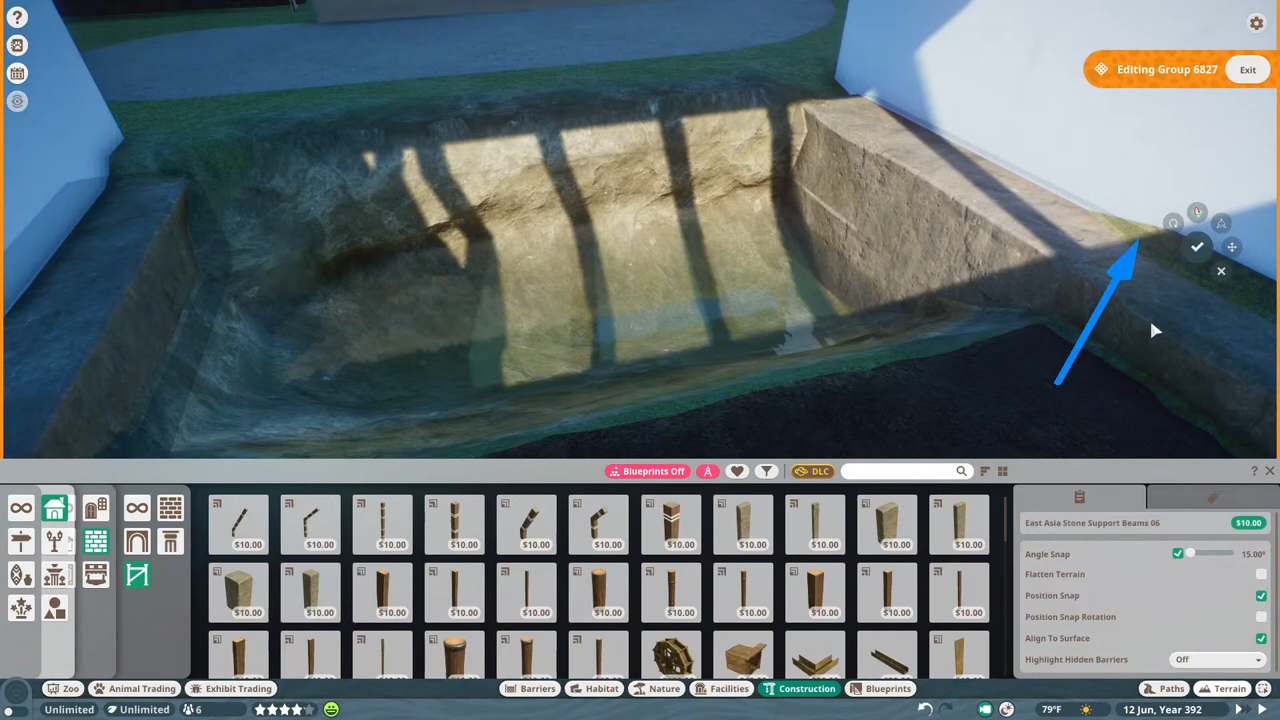 ?
Editing Group 6827
Exit
Blueprints Off
DLC
?
$10.00 $10.00 $10.00 $10.00 $10.00 $10.00 $10.00 $10.00 $10.00 $10.00 $10.00
$10.00 $10.00 $10.00 $10.00 $10.00 $10.00 $10.00 $10.00 $10.00 $10.00 $10.00
East Asia Stone Support Beams 06 $10.00
Angle Snap 15.00°
Flatten Terrain
Position Snap
Position Snap Rotation
Align To Surface
Highlight Hidden Barriers Off
Zoo Animal Trading Exhibit Trading Barriers Habitat Nature Facilities Construction Blueprints Paths Terrain
Unlimited Unlimited 6 79°F 12 Jun, Year 392